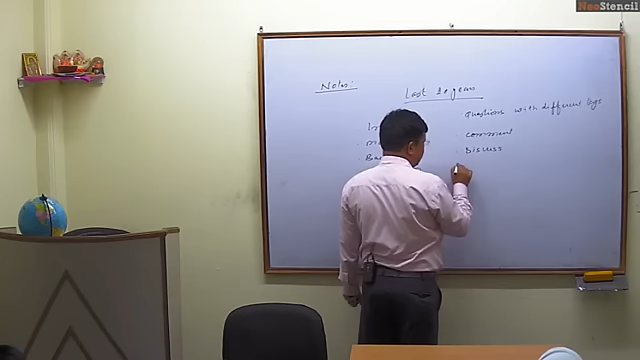 NeoStencil
Notes:
Last 10 years
Questions with different tags
comment
Discuss